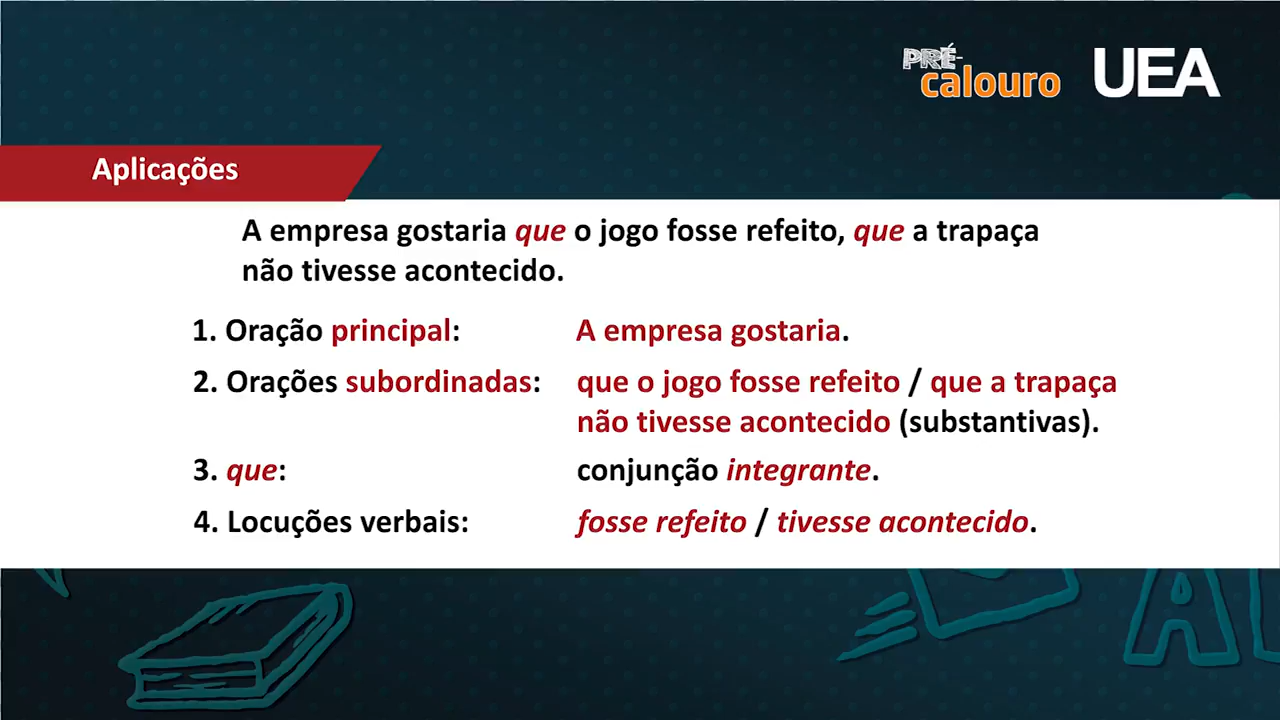 PRÉ-
calouro
UEA
Aplicações
A empresa gostaria que o jogo fosse refeito, que a trapaça
não tivesse acontecido.
1. Oração principal: A empresa gostaria.
2. Orações subordinadas: que o jogo fosse refeito / que a trapaça
não tivesse acontecido (substantivas).
3. que: conjunção integrante.
4. Locuções verbais: fosse refeito / tivesse acontecido.